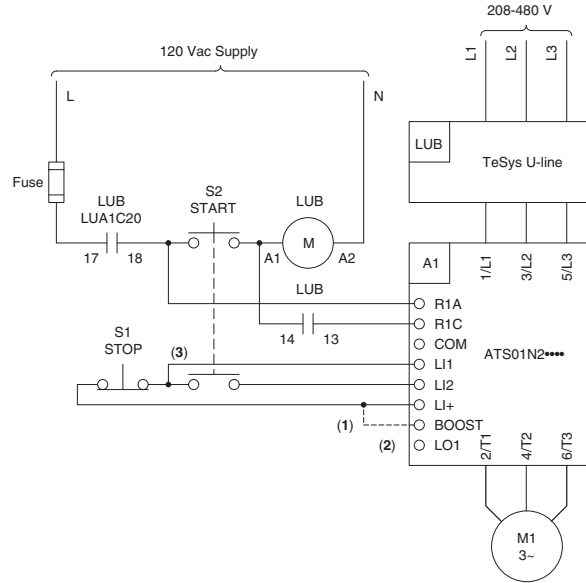 208-480 V
L1
L2
L3
120 Vac Supply
L
N
LUB
TeSys U-line
Fuse
LUB
LUA1C20
S2
START
LUB
M
17
18
A1
A2
A1
1/L1
3/L2
5/L3
LUB
14
13
R1A
R1C
COM
LI1
LI2
LI+
BOOST
LO1
ATS01N2••••
S1
STOP
(3)
(1)
(2)
2/T1
4/T2
6/T3
M1
3~